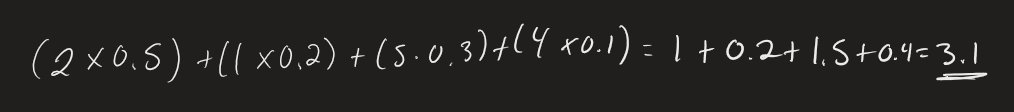 (2 × 0.5) + (1 × 0.2) + (5 · 0.3) + (4 × 0.1) = 1 + 0.2 + 1.5 + 0.4 = 3.1